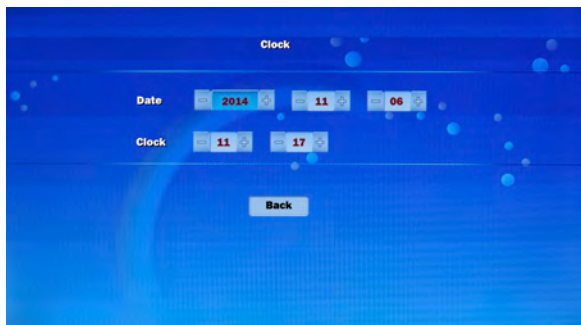 Clock
Date - 2014 + - 11 + - 06 +
Clock - 11 + - 17 +
Back